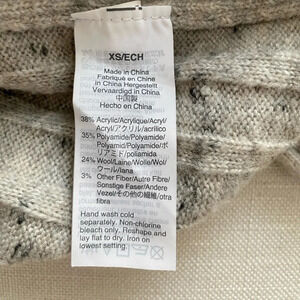 XS/ECH
Made in China
Fabriqué en Chine
In China Hergestellt
Vervaardigd in China
中国製
Hecho en China
38% Acrylic/Acrylique/Acryl/
Acryl/アクリル/acrilico
35% Polyamide/Polyamide/
Polyamid/Polyamide/ポ
リアミド/poliamida
24% Wool/Laine/Wolle/Wol/
ウール/lana
3% Other Fiber/Autre Fibre/
Sonstige Faser/Andere
Vezel/その他の繊維/otra
fibra
Hand wash cold
separately. Non-chlorine
bleach only. Reshape and
lay flat to dry. Iron on
lowest setting.